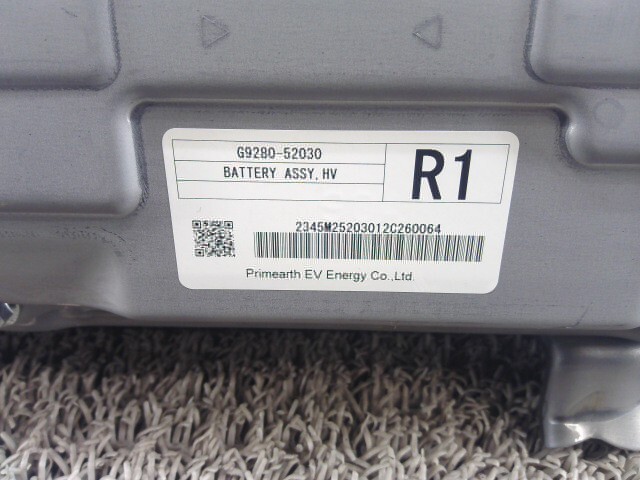 G9280-52030
BATTERY ASSY,HV
R1
2345M25203012C260064
Primearth EV Energy Co.,Ltd.